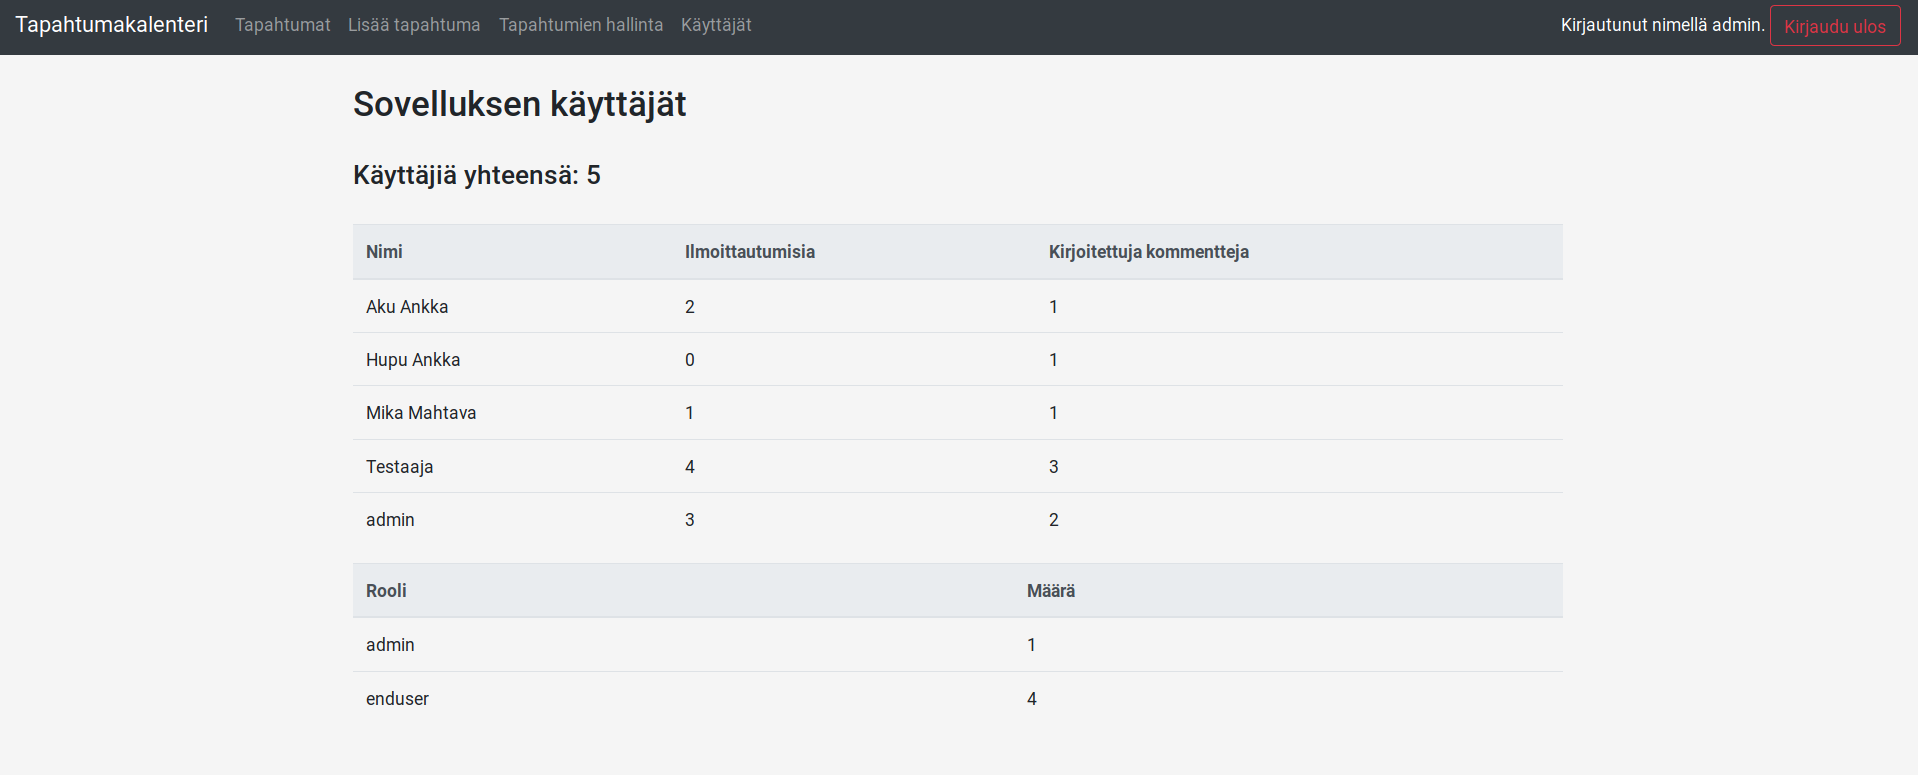 Tapahtumakalenteri Tapahtumat Lisää tapahtuma Tapahtumien hallinta Käyttäjät Kirjautunut nimellä admin. Kirjaudu ulos
Sovelluksen käyttäjät
Käyttäjiä yhteensä: 5
Nimi Ilmoittautumisia Kirjoitettuja kommentteja
Aku Ankka 2 1
Hupu Ankka 0 1
Mika Mahtava 1 1
Testaaja 4 3
admin 3 2
Rooli Määrä
admin 1
enduser 4